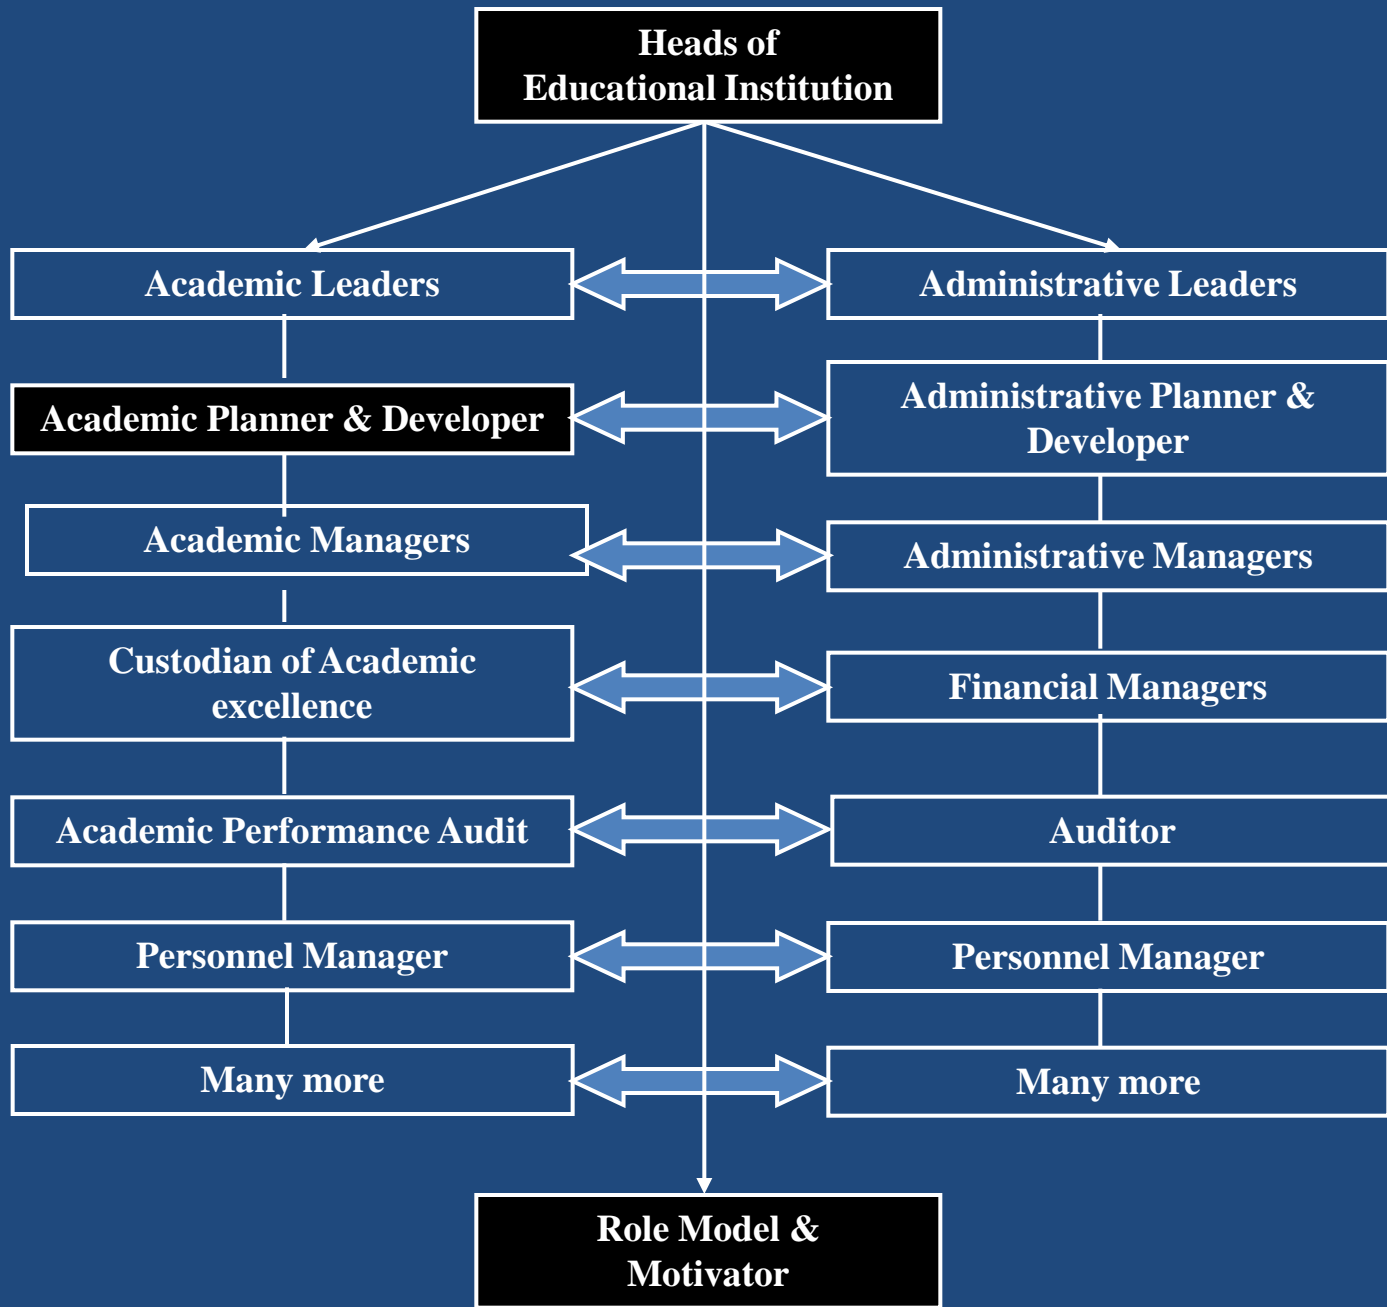 Heads of
Educational Institution
Academic Leaders
Administrative Leaders
Academic Planner & Developer
Administrative Planner &
Developer
Academic Managers
Administrative Managers
Custodian of Academic
excellence
Financial Managers
Academic Performance Audit
Auditor
Personnel Manager
Personnel Manager
Many more
Many more
Role Model &
Motivator